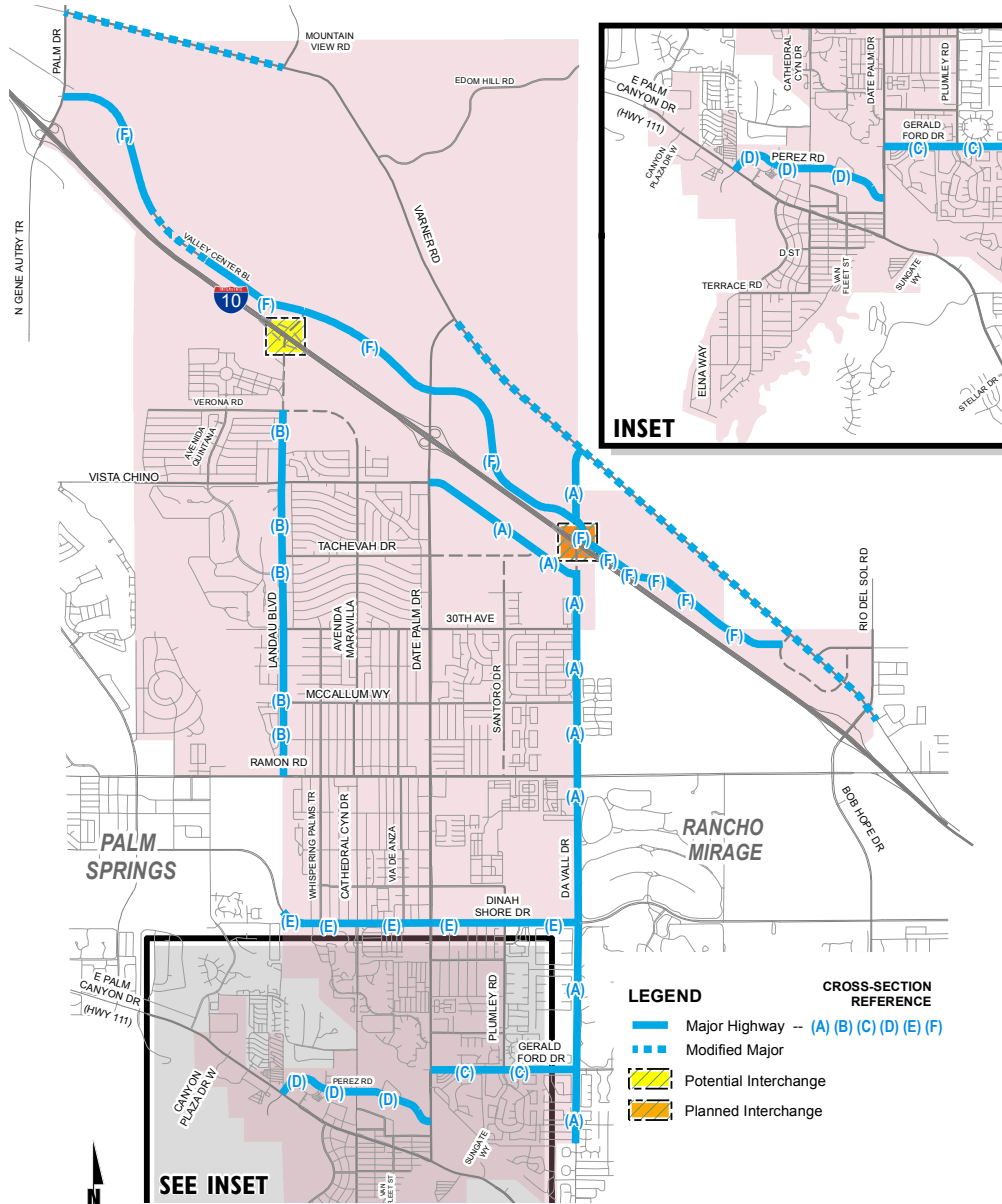 PALM DR
MOUNTAIN
VIEW RD
EDOM HILL RD
(F)
N GENE AUTRY TR
VARNER RD
VALLEY CENTER BL
INTERSTATE
10
(F)
(F)
VERONA RD
AVENIDA
QUINTANA
(B)
VISTA CHINO
(F)
(A)
(A)
(B)
(F)
TACHEVAH DR
(A)
(F)
(F)
(F)
(B)
LANDAU BLVD
AVENIDA
MARAVILLA
DATE PALM DR
30TH AVE
(A)
(F)
(F)
RIO DEL SOL RD
(A)
SANTORO DR
MCCALLUM WY
(B)
(B)
(A)
RAMON RD
(A)
BOB HOPE DR
PALM
SPRINGS
RANCHO
MIRAGE
WHISPERING PALMS TR
CATHEDRAL CYN DR
VIA DE ANZA
DA VALL DR
DINAH
SHORE DR
(E)
(E)
(E)
(E)
(E)
E PALM
CANYON DR
(HWY 111)
PLUMLEY RD
(A)
GERALD
FORD DR
(C)
(C)
CANYON
PLAZA DR W
PEREZ RD
(D)
(D)
(D)
(A)
SUNGATE
WY
VAN
FLEET ST
SEE INSET
N
CATHEDRAL
CYN DR
DATE PALM DR
PLUMLEY RD
E PALM
CANYON DR
(HWY 111)
GERALD
FORD DR
(C)
(C)
CANYON
PLAZA DR W
(D)
PEREZ RD
(D)
(D)
D ST
VAN
FLEET ST
SUNGATE
WY
TERRACE RD
ELNA WAY
STELLAR DR
INSET
LEGEND
CROSS-SECTION
REFERENCE
Major Highway -- (A) (B) (C) (D) (E) (F)
Modified Major
Potential Interchange
Planned Interchange